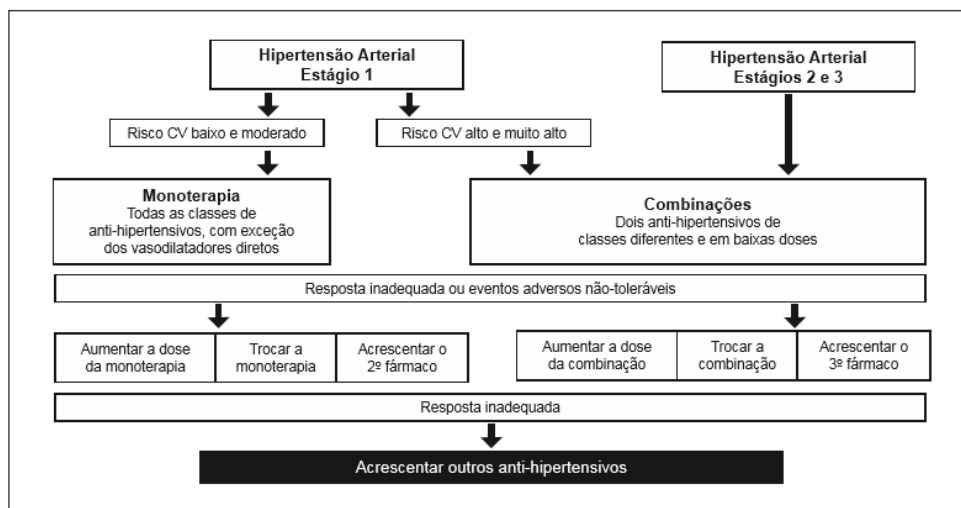 Hipertensão Arterial
Estágio 1
Hipertensão Arterial
Estágios 2 e 3
Risco CV baixo e moderado
Risco CV alto e muito alto
Monoterapia
Todas as classes de
anti-hipertensivos, com exceção
dos vasodilatadores diretos
Combinações
Dois anti-hipertensivos de
classes diferentes e em baixas doses
Resposta inadequada ou eventos adversos não-toleráveis
Aumentar a dose
da monoterapia
Trocar a
monoterapia
Acrescentar o
2º fármaco
Aumentar a dose
da combinação
Trocar a
combinação
Acrescentar o
3º fármaco
Resposta inadequada
Acrescentar outros anti-hipertensivos